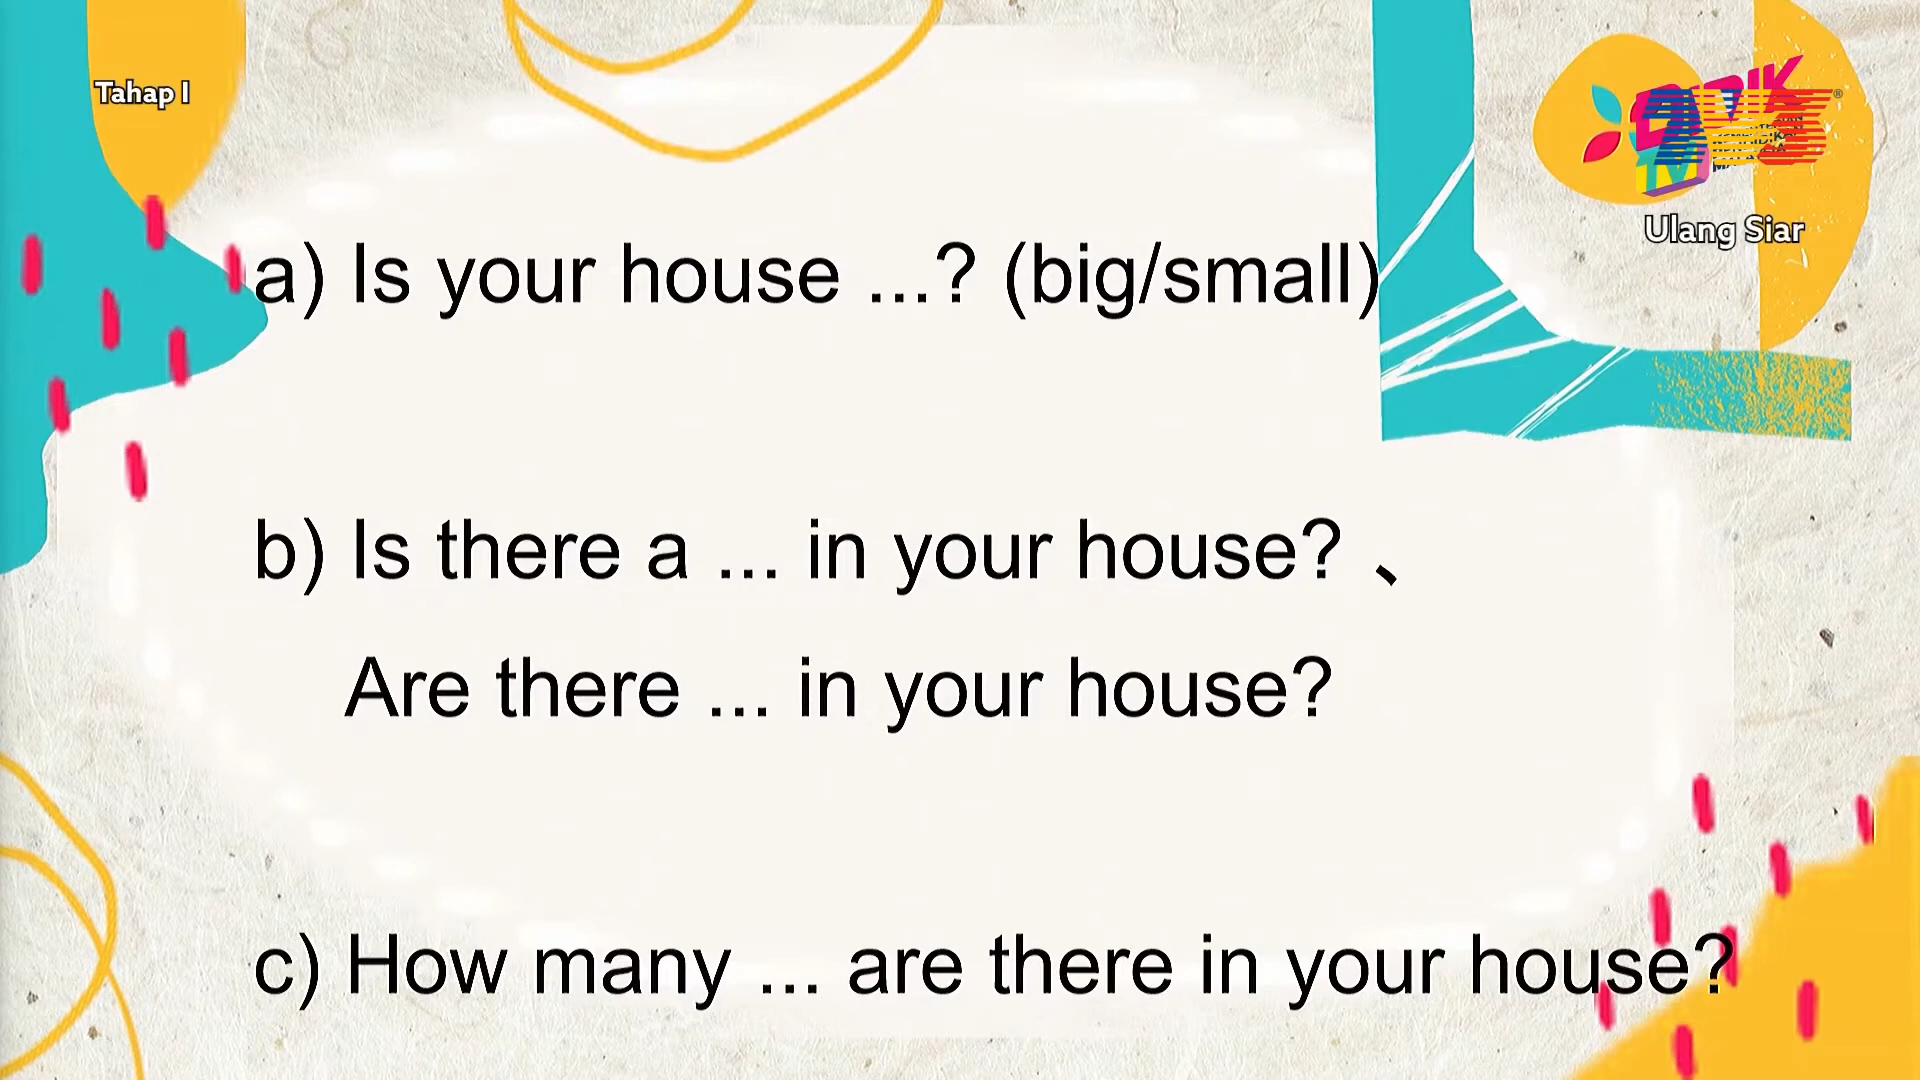 Tahap I
Ulang Siar
a) Is your house ...? (big/small)
b) Is there a ... in your house? 、
Are there ... in your house?
c) How many ... are there in your house?